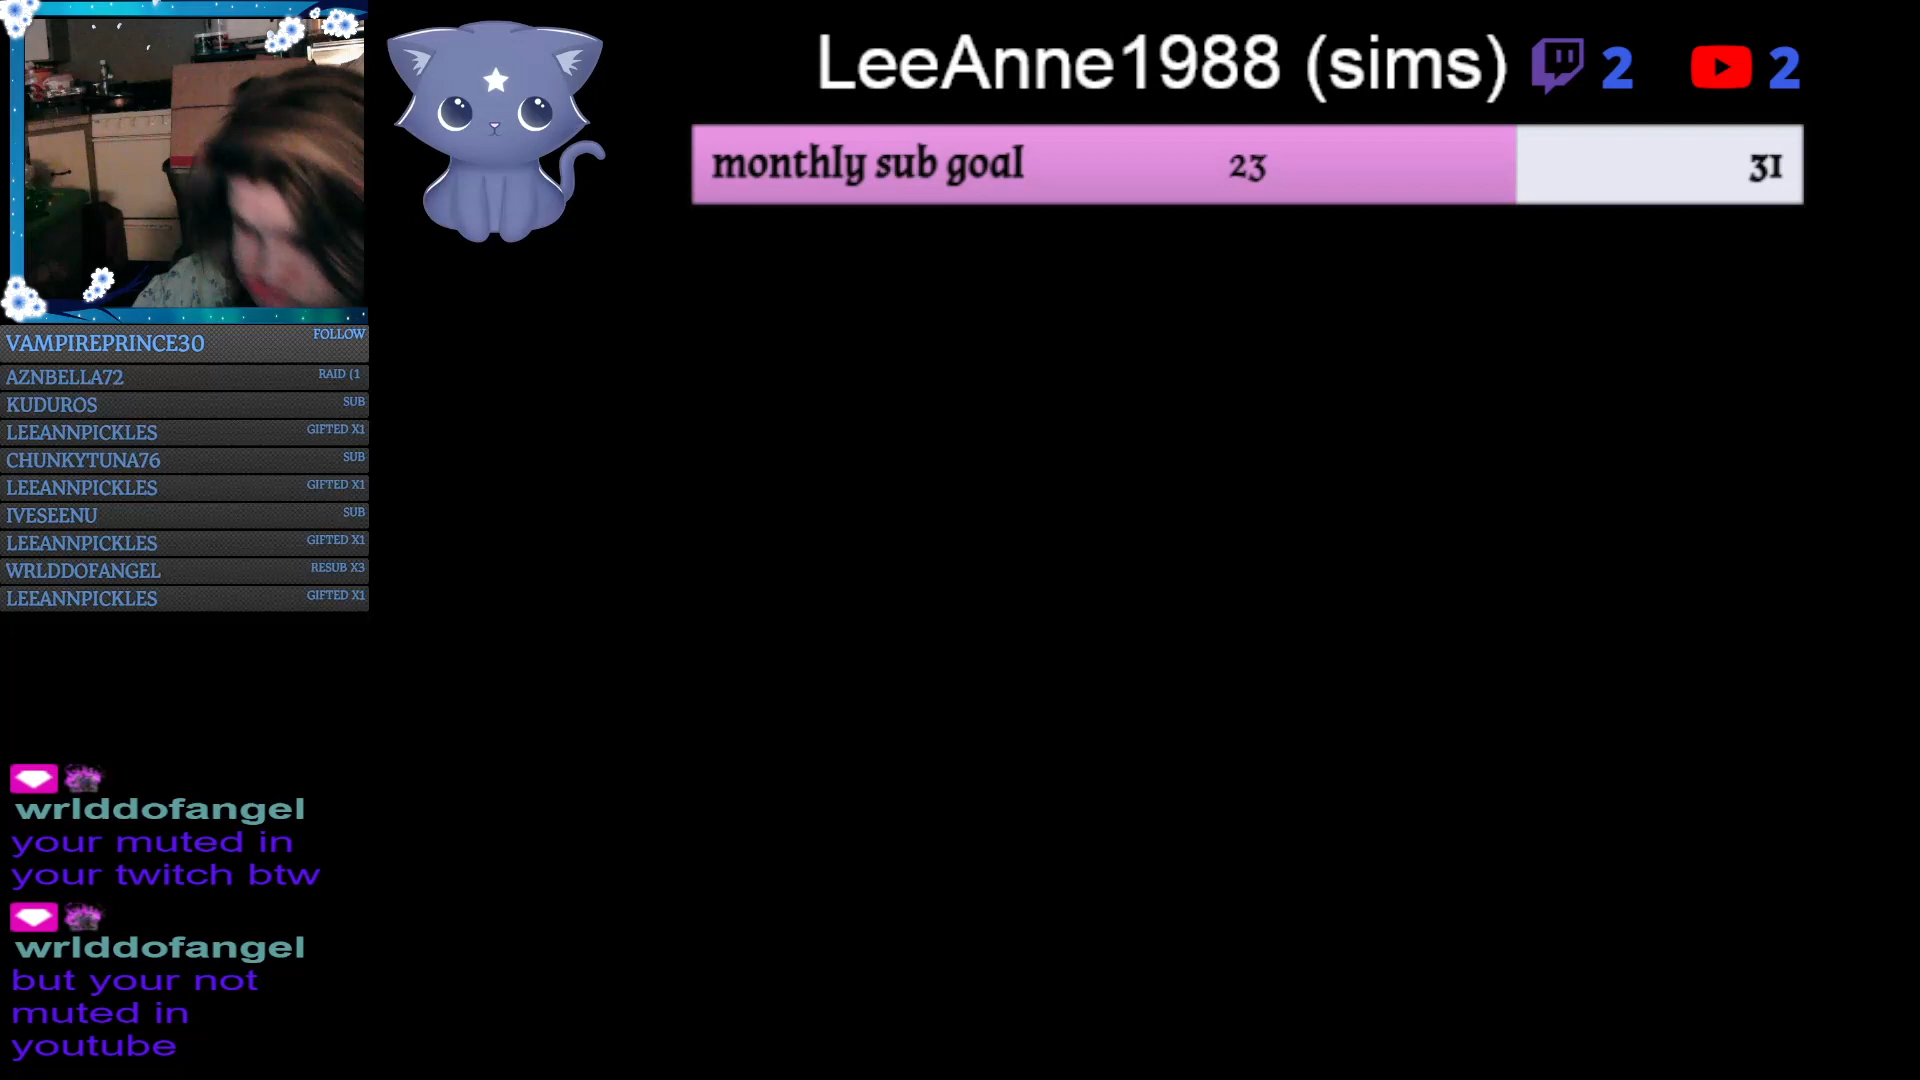 LeeAnne1988 (sims) 2 2
monthly sub goal 23 31
VAMPIREPRINCE30 FOLLOW
AZNBELLA72 RAID (1
KUDUROS SUB
LEEANNPICKLES GIFTED X1
CHUNKYTUNA76 SUB
LEEANNPICKLES GIFTED X1
IVESEENU SUB
LEEANNPICKLES GIFTED X1
WRLDDOFANGEL RESUB X3
LEEANNPICKLES GIFTED X1
wrlddofangel
your muted in
your twitch btw
wrlddofangel
but your not
muted in
youtube